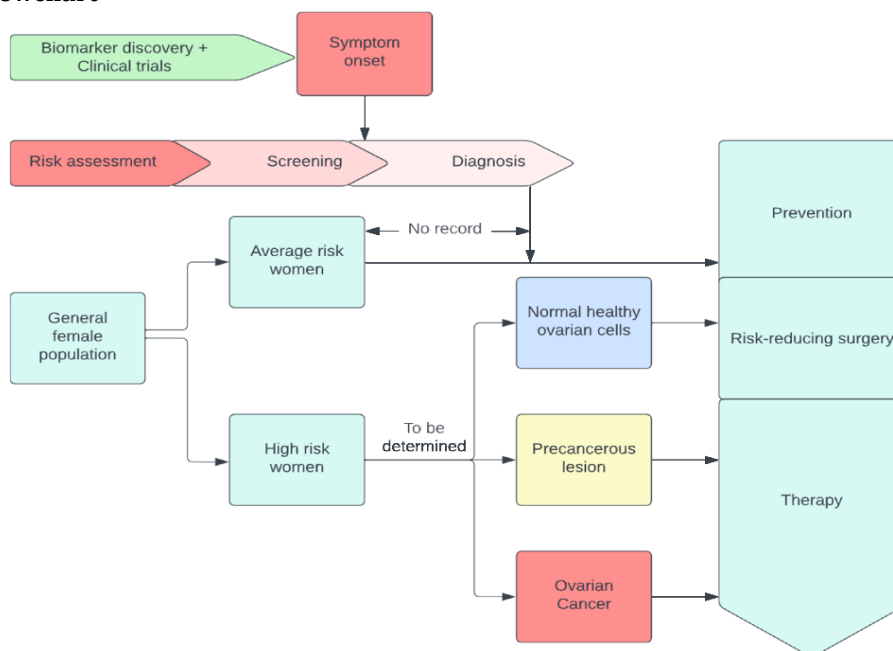 Biomarker discovery +
Clinical trials
Symptom
onset
Risk assessment
Screening
Diagnosis
Prevention
No record
Average risk
women
General
female
population
Normal healthy
ovarian cells
Risk-reducing surgery
To be
determined
High risk
women
Precancerous
lesion
Therapy
Ovarian
Cancer